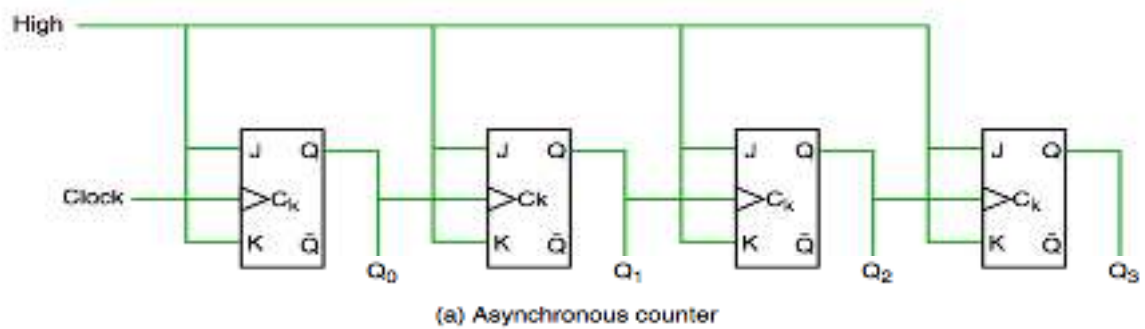 High
J Q J Q J Q J Q
Clock Cₖ Ck Cₖ Cₖ
K Q̄ K Q̄ K Q̄ K Q̄
Q₀ Q₁ Q₂ Q₃
(a) Asynchronous counter